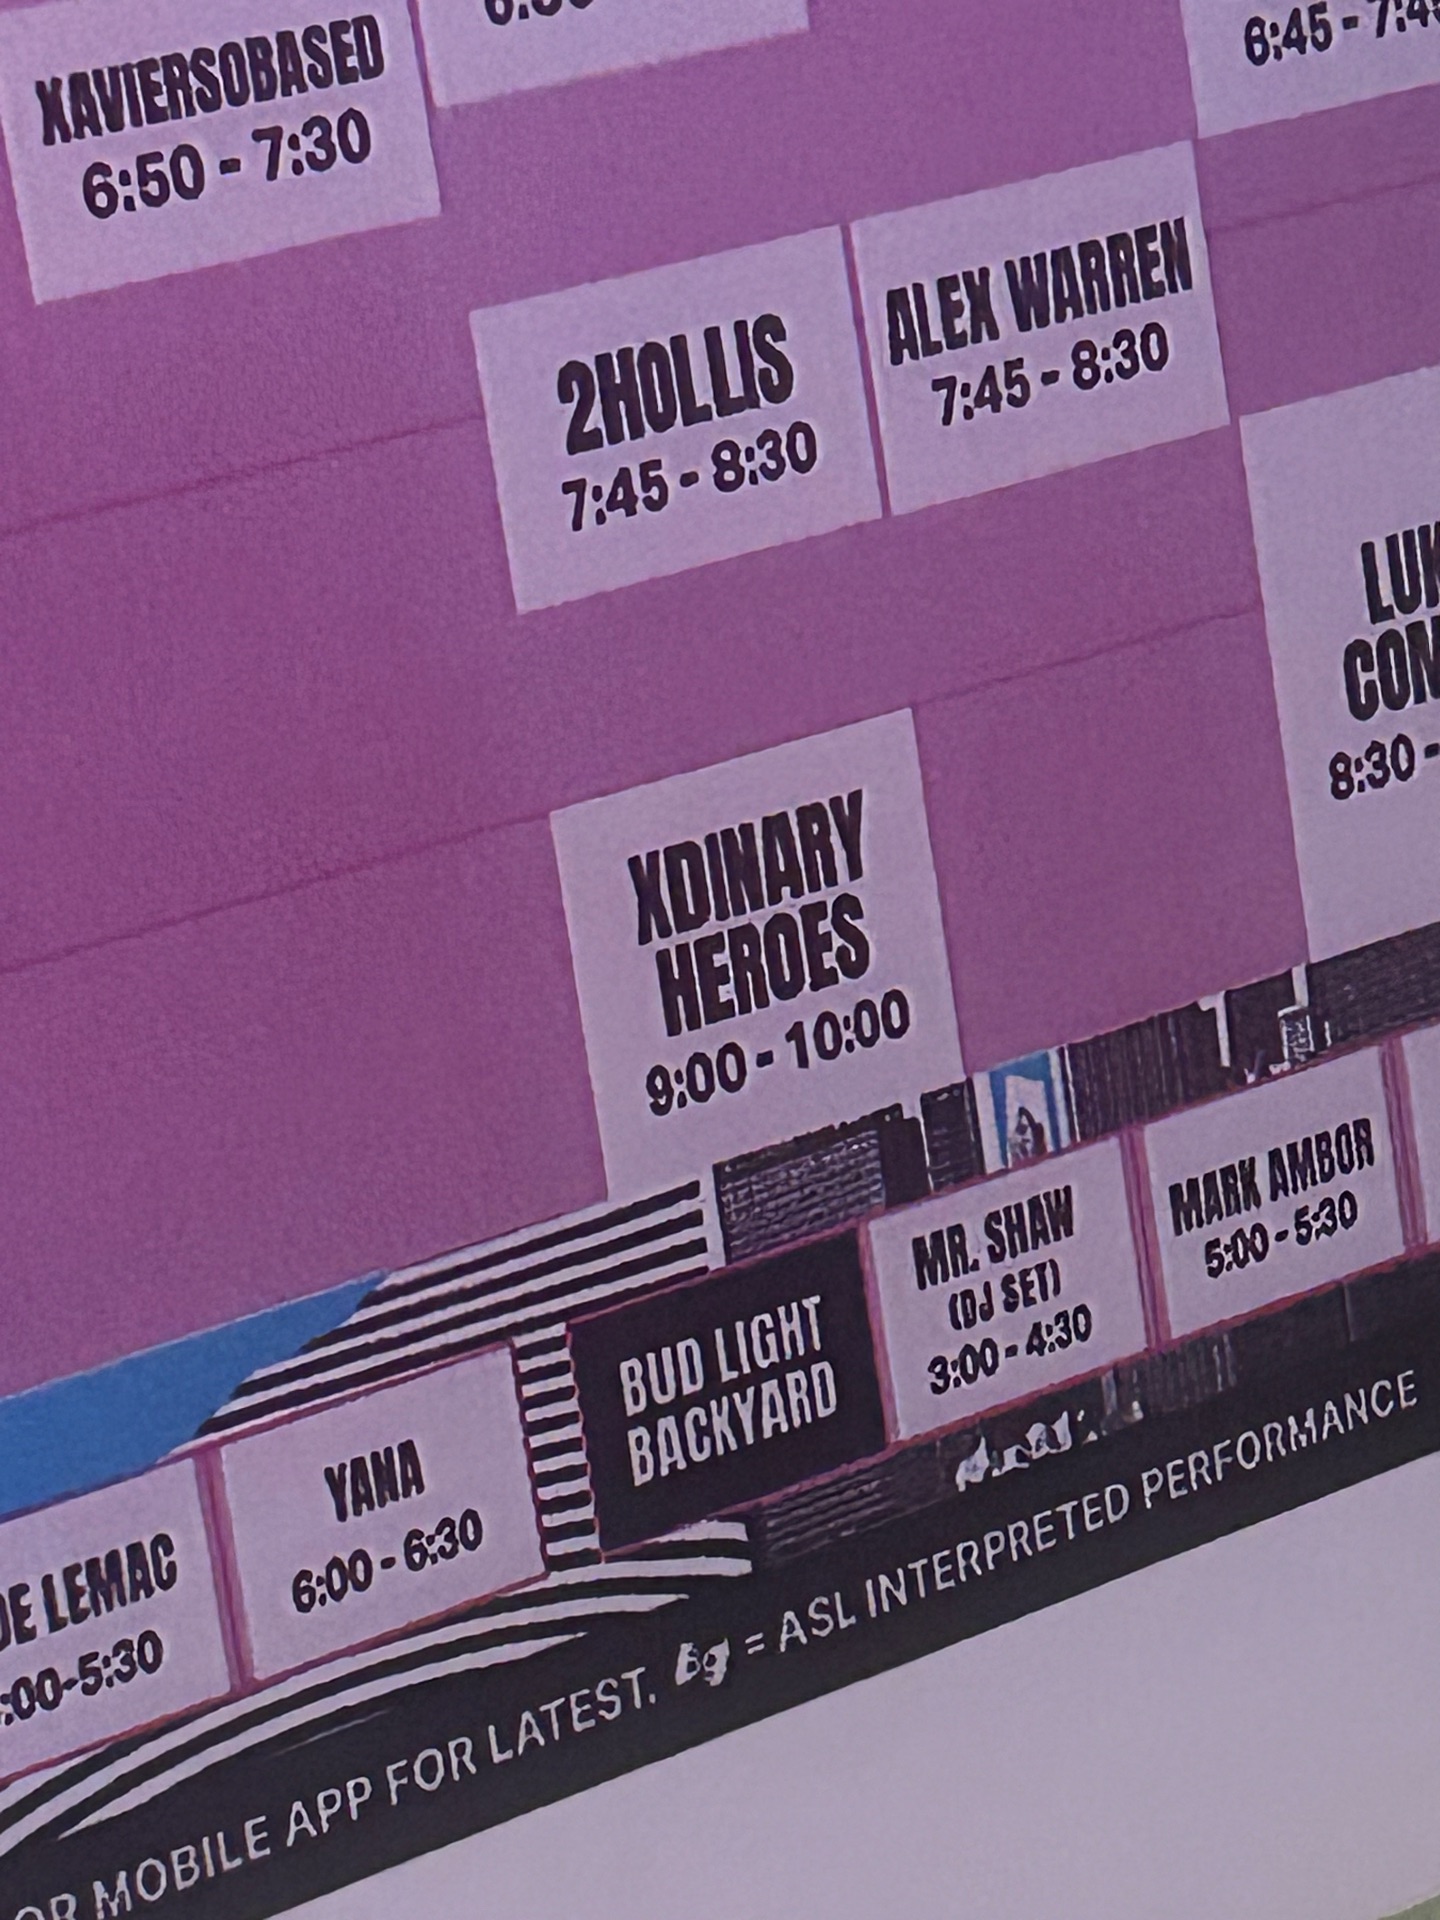 XAVIERSOBASED
6:50 - 7:30
6:45 -
2HOLLIS
7:45 - 8:30
ALEX WARREN
7:45 - 8:30
8:30 -
XDINARY
HEROES
9:00 - 10:00
MARK AMBOR
5:00 - 5:30
MR. SHAW
(DJ SET)
3:00 - 4:30
BUD LIGHT
BACKYARD
YANA
6:00 - 6:30
DE LEMAC
:00-5:30
OR MOBILE APP FOR LATEST. = ASL INTERPRETED PERFORMANCE